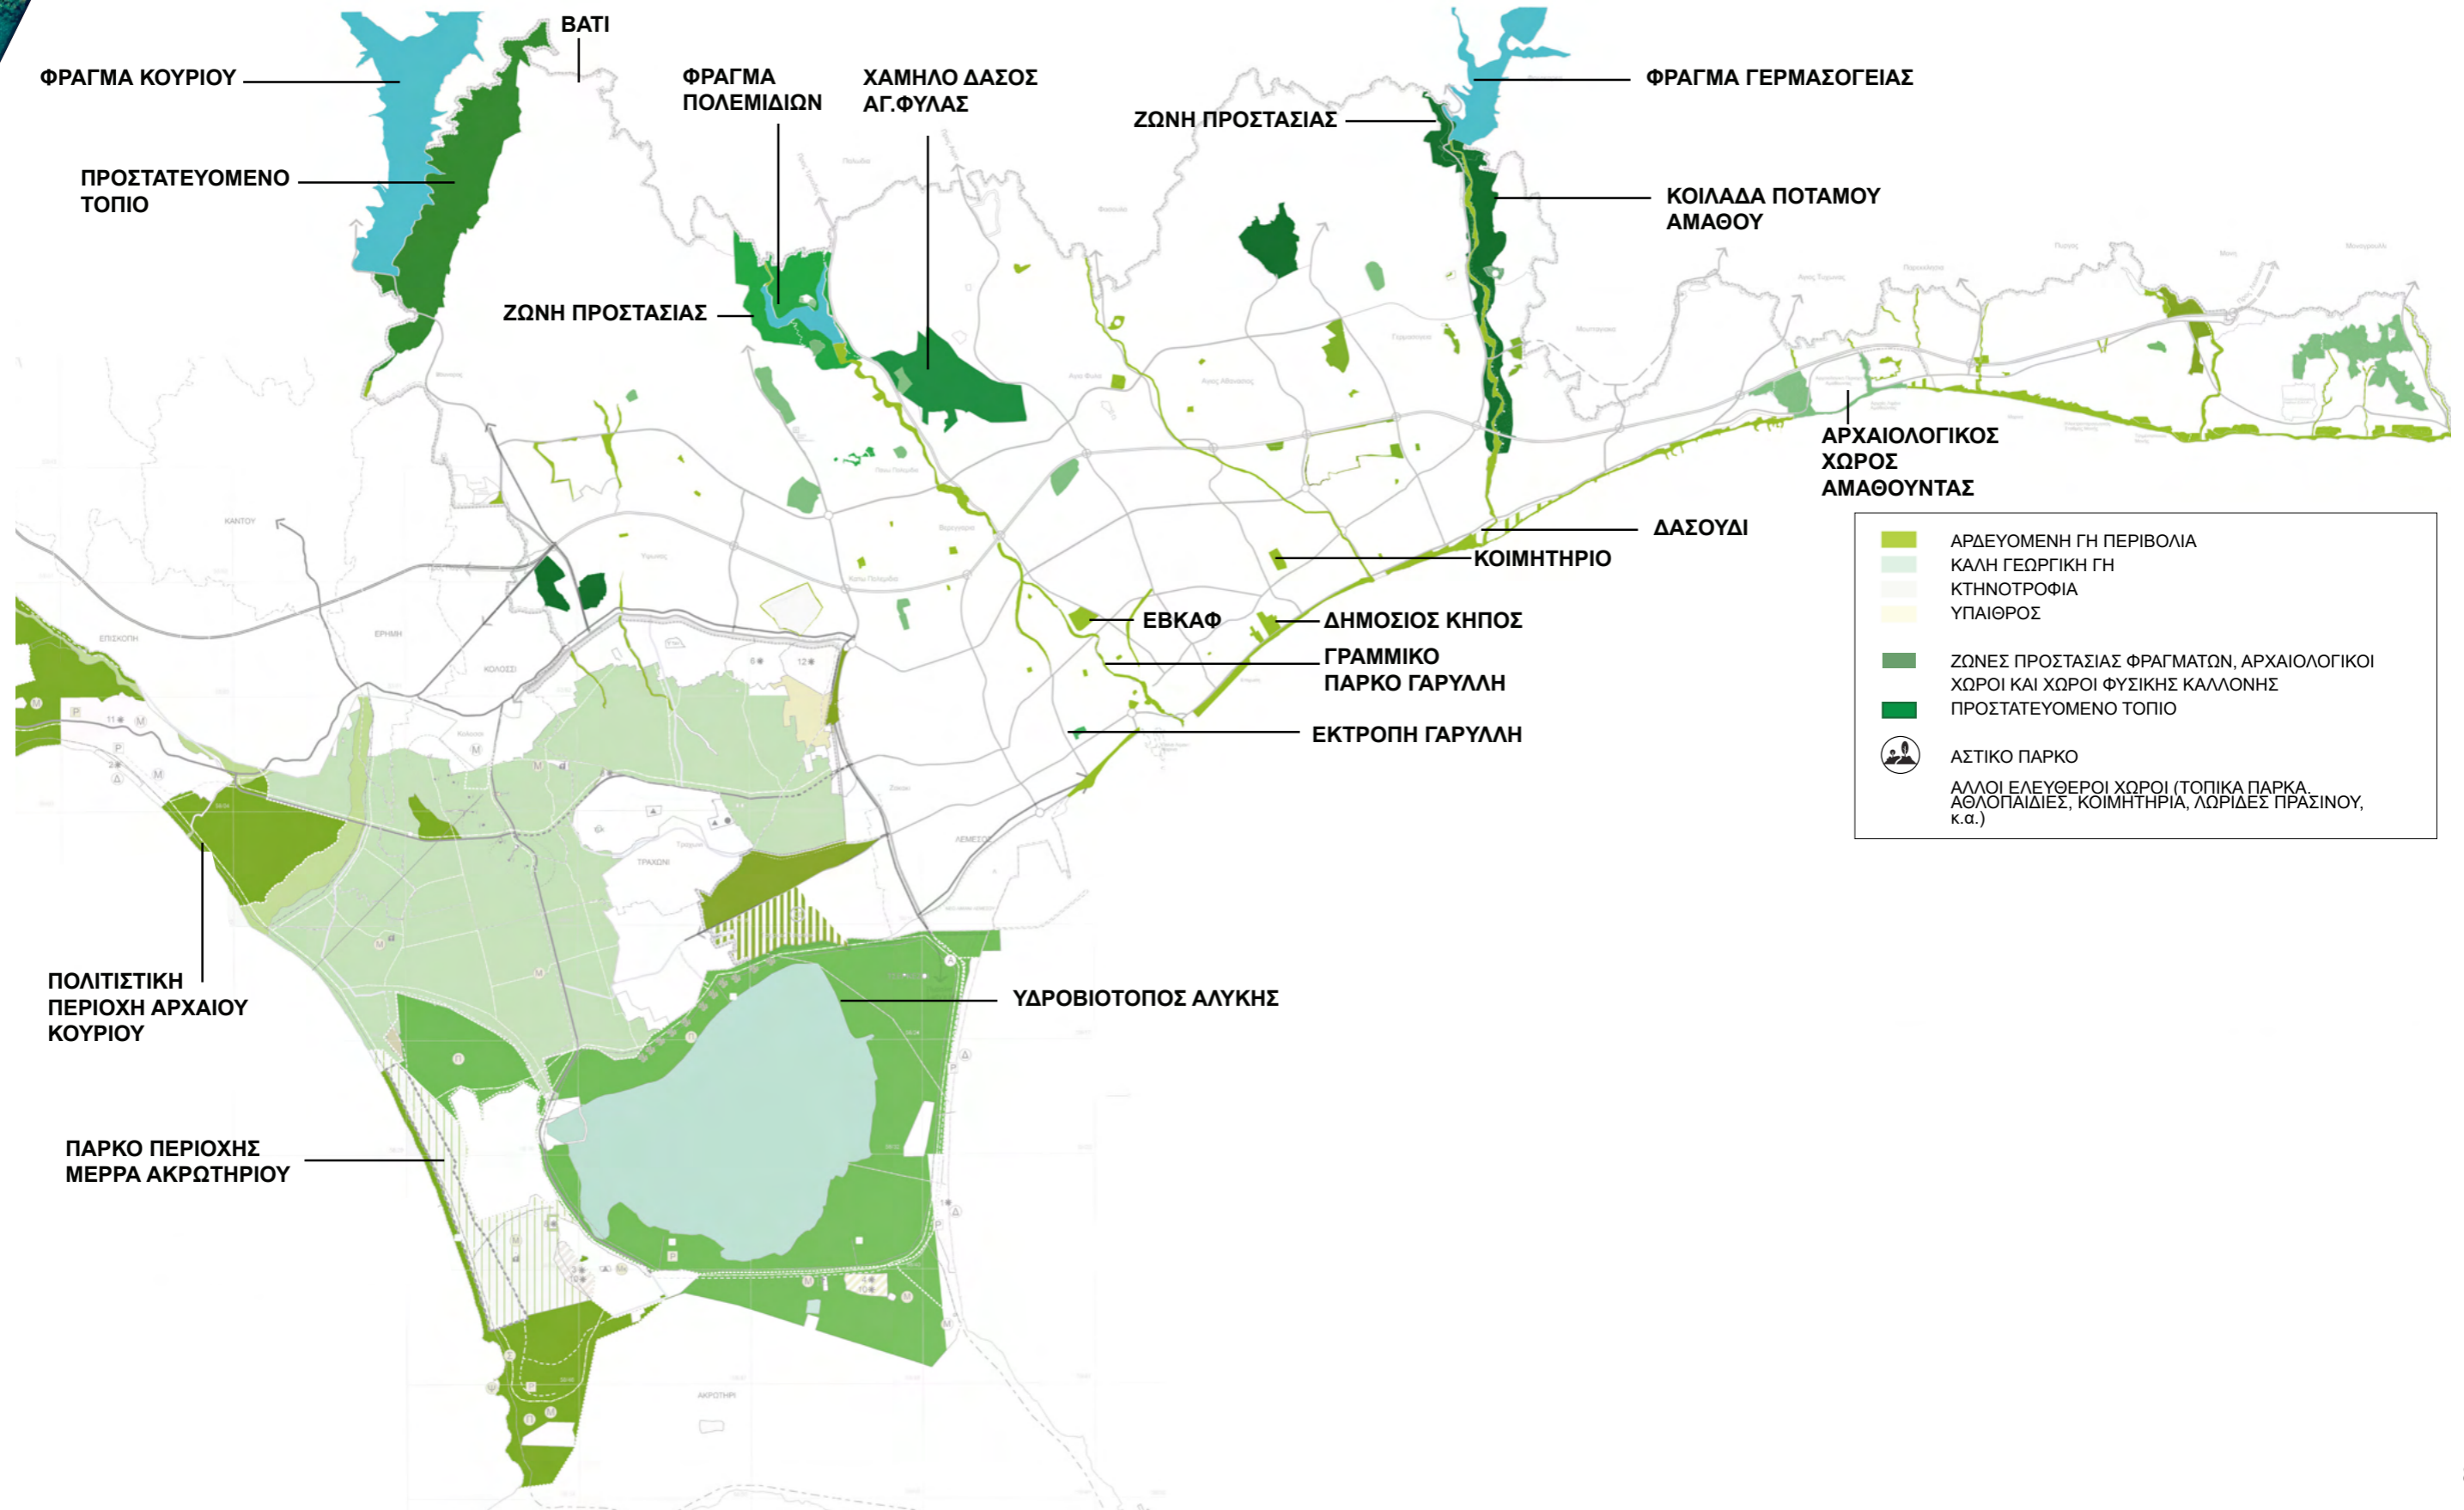 ΒΑΤΙ
ΦΡΑΓΜΑ ΚΟΥΡΙΟΥ
ΦΡΑΓΜΑ
ΠΟΛΕΜΙΔΙΩΝ
ΧΑΜΗΛΟ ΔΑΣΟΣ
ΑΓ.ΦΥΛΑΣ
ΦΡΑΓΜΑ ΓΕΡΜΑΣΟΓΕΙΑΣ
ΖΩΝΗ ΠΡΟΣΤΑΣΙΑΣ
ΠΡΟΣΤΑΤΕΥΟΜΕΝΟ
ΤΟΠΙΟ
ΚΟΙΛΑΔΑ ΠΟΤΑΜΟΥ
ΑΜΑΘΟΥ
ΖΩΝΗ ΠΡΟΣΤΑΣΙΑΣ
ΑΡΧΑΙΟΛΟΓΙΚΟΣ
ΧΩΡΟΣ
ΑΜΑΘΟΥΝΤΑΣ
ΔΑΣΟΥΔΙ
ΚΟΙΜΗΤΗΡΙΟ
ΕΒΚΑΦ
ΔΗΜΟΣΙΟΣ ΚΗΠΟΣ
ΓΡΑΜΜΙΚΟ
ΠΑΡΚΟ ΓΑΡΥΛΛΗ
ΕΚΤΡΟΠΗ ΓΑΡΥΛΛΗ
ΚΑΝΤΟΥ
ΕΠΙΣΚΟΠΗ
ΕΡΗΜΗ
ΚΟΛΟΣΣΙ
ΤΡΑΧΩΝΙ
ΛΕΜΕΣΟΣ
ΑΚΡΩΤΗΡΙ
ΠΟΛΙΤΙΣΤΙΚΗ
ΠΕΡΙΟΧΗ ΑΡΧΑΙΟΥ
ΚΟΥΡΙΟΥ
ΥΔΡΟΒΙΟΤΟΠΟΣ ΑΛΥΚΗΣ
ΠΑΡΚΟ ΠΕΡΙΟΧΗΣ
ΜΕΡΡΑ ΑΚΡΩΤΗΡΙΟΥ
ΑΡΔΕΥΟΜΕΝΗ ΓΗ ΠΕΡΙΒΟΛΙΑ
ΚΑΛΗ ΓΕΩΡΓΙΚΗ ΓΗ
ΚΤΗΝΟΤΡΟΦΙΑ
ΥΠΑΙΘΡΟΣ
ΖΩΝΕΣ ΠΡΟΣΤΑΣΙΑΣ ΦΡΑΓΜΑΤΩΝ, ΑΡΧΑΙΟΛΟΓΙΚΟΙ
ΧΩΡΟΙ ΚΑΙ ΧΩΡΟΙ ΦΥΣΙΚΗΣ ΚΑΛΛΟΝΗΣ
ΠΡΟΣΤΑΤΕΥΟΜΕΝΟ ΤΟΠΙΟ
ΑΣΤΙΚΟ ΠΑΡΚΟ
ΑΛΛΟΙ ΕΛΕΥΘΕΡΟΙ ΧΩΡΟΙ (ΤΟΠΙΚΑ ΠΑΡΚΑ.
ΑΘΛΟΠΑΙΔΙΕΣ, ΚΟΙΜΗΤΗΡΙΑ, ΛΩΡΙΔΕΣ ΠΡΑΣΙΝΟΥ,
κ.α.)